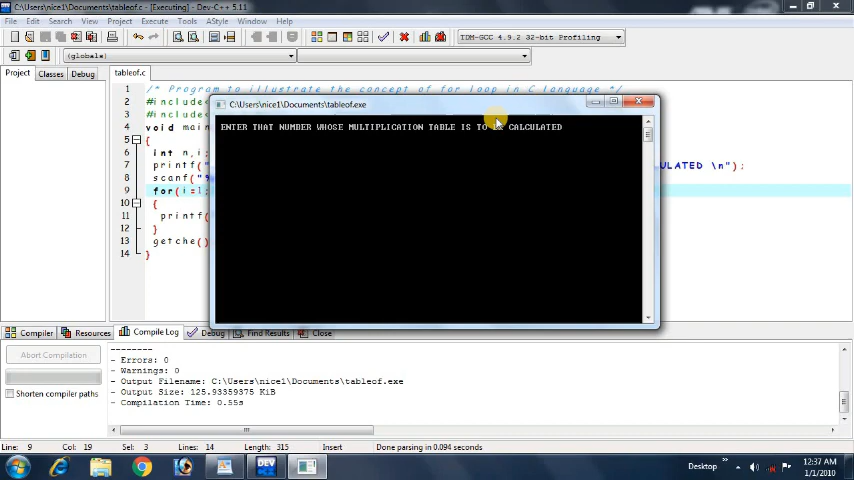 C:\Users\nice1\Documents\tableof.c - [Executing] - Dev-C++ 5.11
File Edit Search View Project Execute Tools AStyle Window Help
TDM-GCC 4.9.2 32-bit Profiling
(globals)
Project Classes Debug
tableof.c
1 /* Program to illustrate the concept of for loop in C language */
2 #include<
3 #include<
4 void main
5 {
6 int n,i;
7 printf(" ULATED \n");
8 scanf("%
9 for(i=1;
10 {
11 printf(
12 }
13 getche()
14 }
C:\Users\nice1\Documents\tableof.exe
ENTER THAT NUMBER WHOSE MULTIPLICATION TABLE IS TO BE CALCULATED
Compiler Resources Compile Log Debug Find Results Close
Abort Compilation
Shorten compiler paths
--------
- Errors: 0
- Warnings: 0
- Output Filename: C:\Users\nice1\Documents\tableof.exe
- Output Size: 125.93359375 KiB
- Compilation Time: 0.55s
Line: 9 Col: 19 Sel: 3 Lines: 14 Length: 315 Insert Done parsing in 0.094 seconds
DEV
Desktop
12:37 AM
1/1/2010